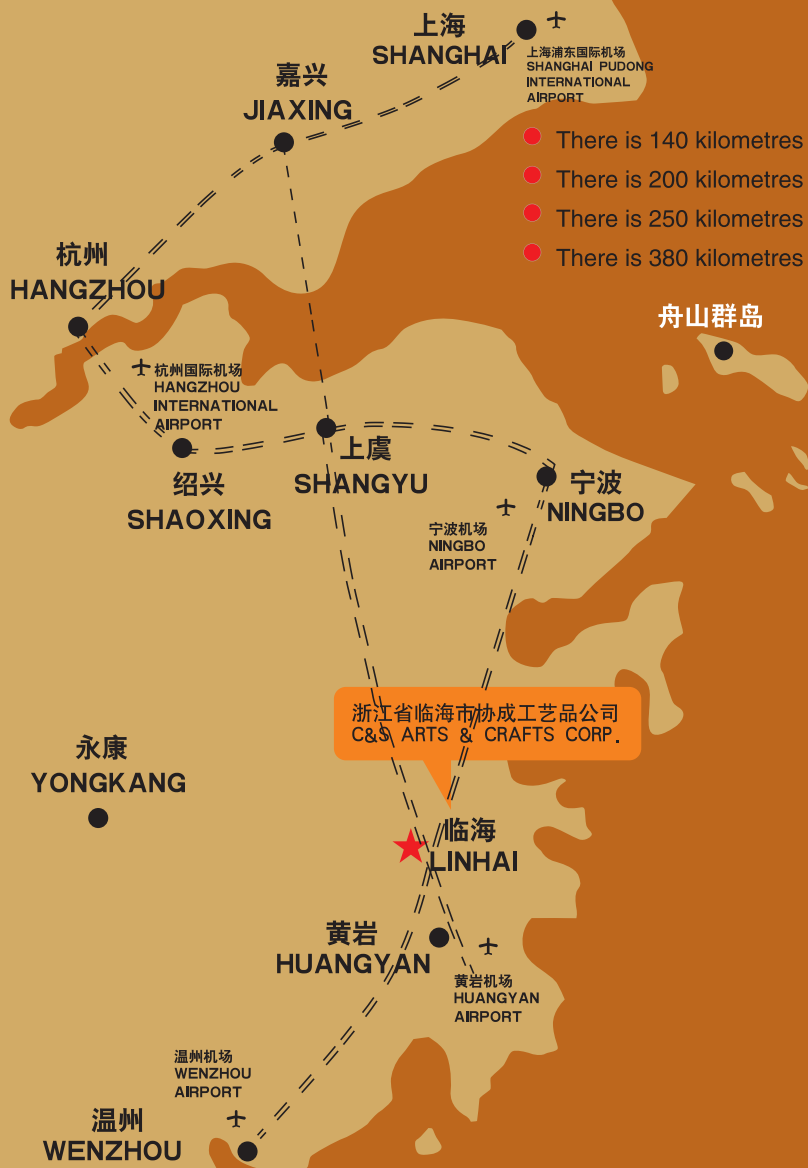 上海
SHANGHAI
上海浦东国际机场
SHANGHAI PUDONG
INTERNATIONAL
AIRPORT
嘉兴
JIAXING
There is 140 kilometres
There is 200 kilometres
There is 250 kilometres
There is 380 kilometres
杭州
HANGZHOU
舟山群岛
杭州国际机场
HANGZHOU
INTERNATIONAL
AIRPORT
上虞
SHANGYU
绍兴
SHAOXING
宁波
NINGBO
宁波机场
NINGBO
AIRPORT
浙江省临海市协成工艺品公司
C&S ARTS & CRAFTS CORP.
永康
YONGKANG
临海
LINHAI
黄岩
HUANGYAN
黄岩机场
HUANGYAN
AIRPORT
温州机场
WENZHOU
AIRPORT
温州
WENZHOU